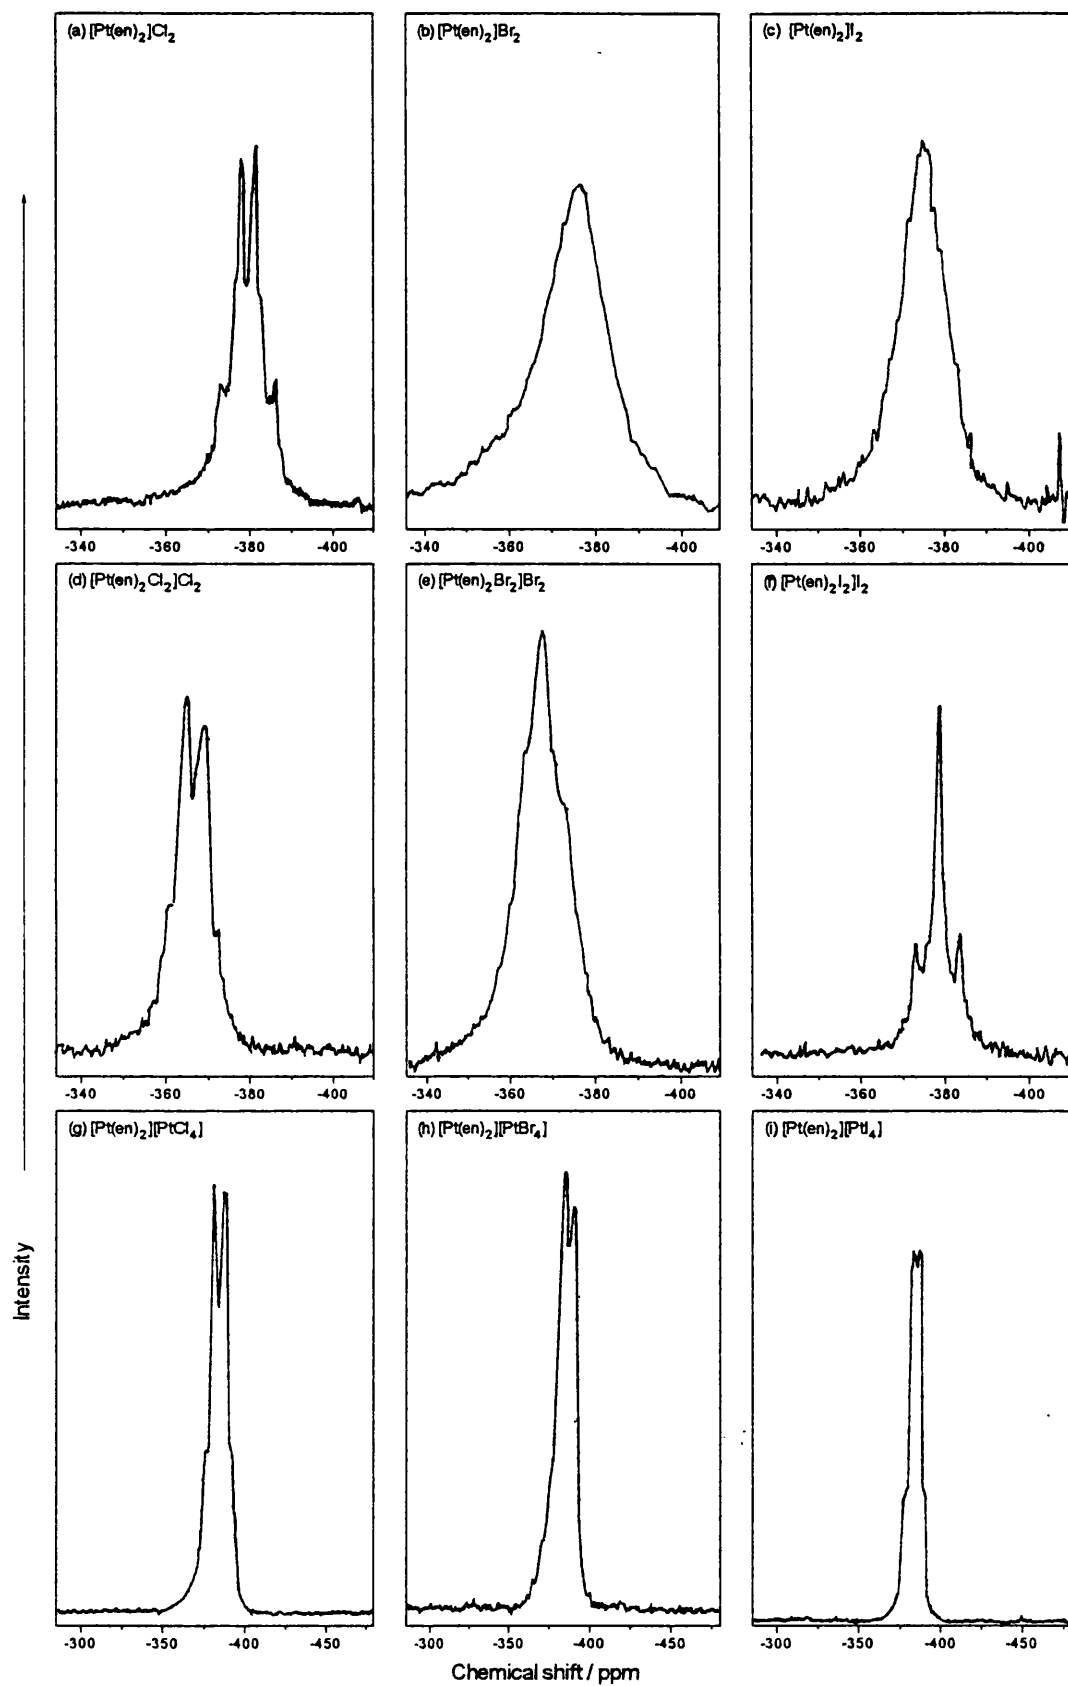 (a) [Pt(en)₂]Cl₂
(b) [Pt(en)₂]Br₂
(c) [Pt(en)₂]I₂
-340 -360 -380 -400
-340 -360 -380 -400
-340 -360 -380 -400
(d) [Pt(en)₂Cl₂]Cl₂
(e) [Pt(en)₂Br₂]Br₂
(f) [Pt(en)₂I₂]I₂
-340 -360 -370 -400
-340 -360 -380 -400
-340 -360 -380 -400
(g) [Pt(en)₂][PtCl₄]
(h) [Pt(en)₂][PtBr₄]
(i) [Pt(en)₂][PtI₄]
-300 -350 -400 -450
-300 -350 -400 -450
-300 -350 -400 -450
Intensity
Chemical shift / ppm